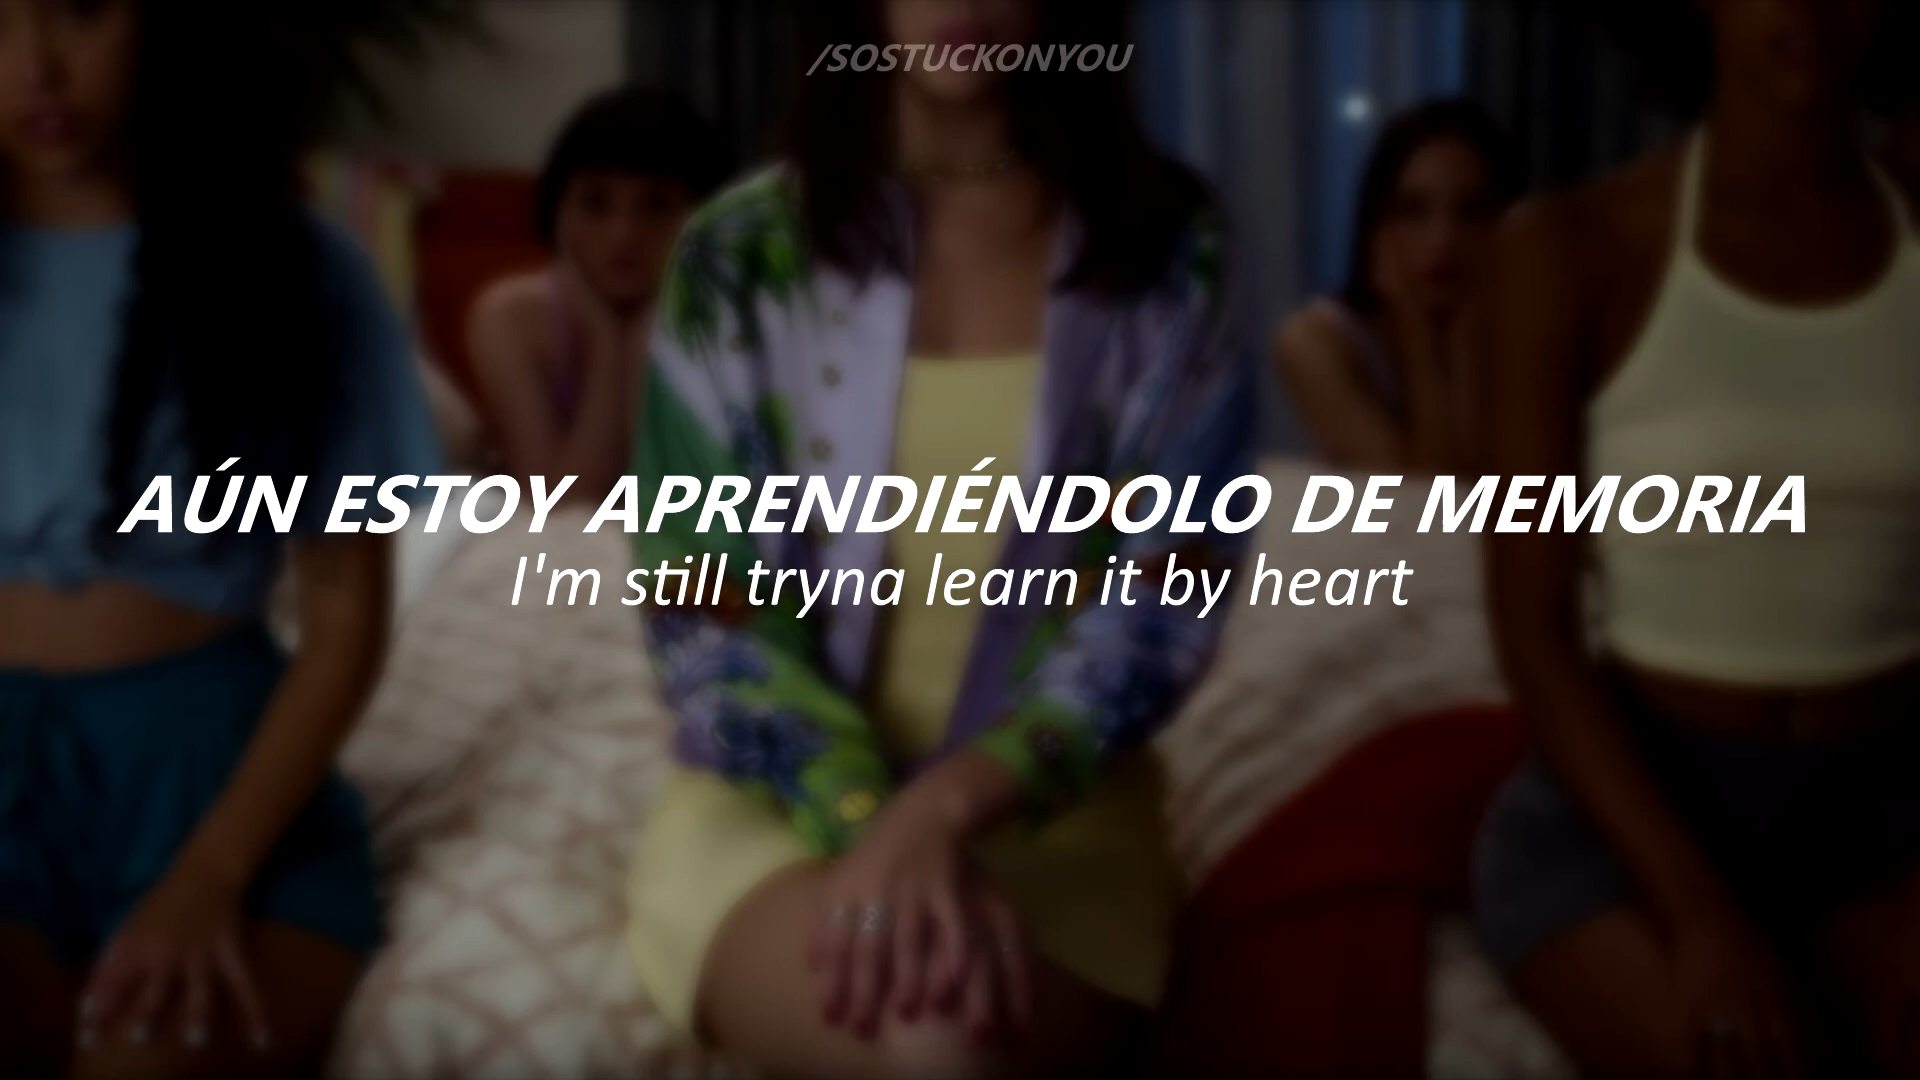 /SOSTUCKONYOU
AÚN ESTOY APRENDIÉNDOLO DE MEMORIA
I'm still tryna learn it by heart